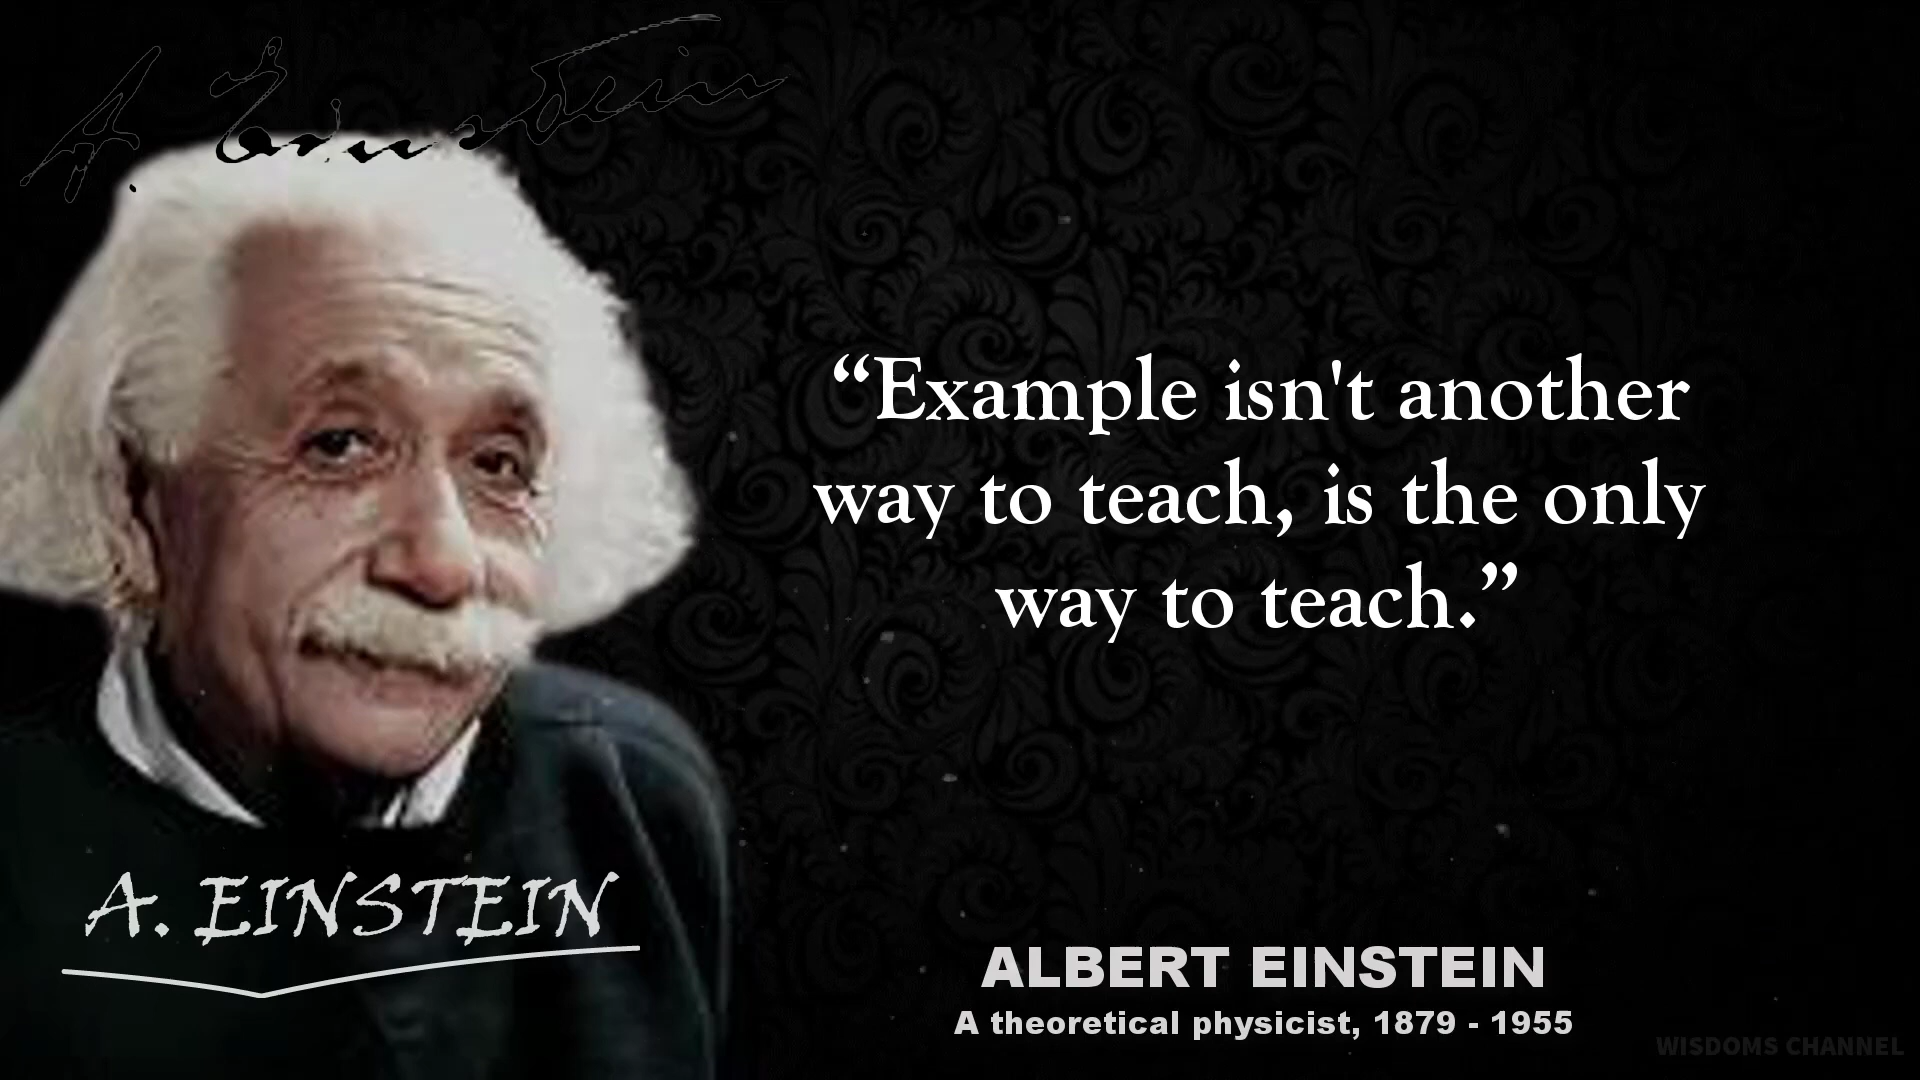 A. Einstein
“Example isn't another
way to teach, is the only
way to teach.”
A. EINSTEIN
ALBERT EINSTEIN
A theoretical physicist, 1879 - 1955
WISDOMS CHANNEL